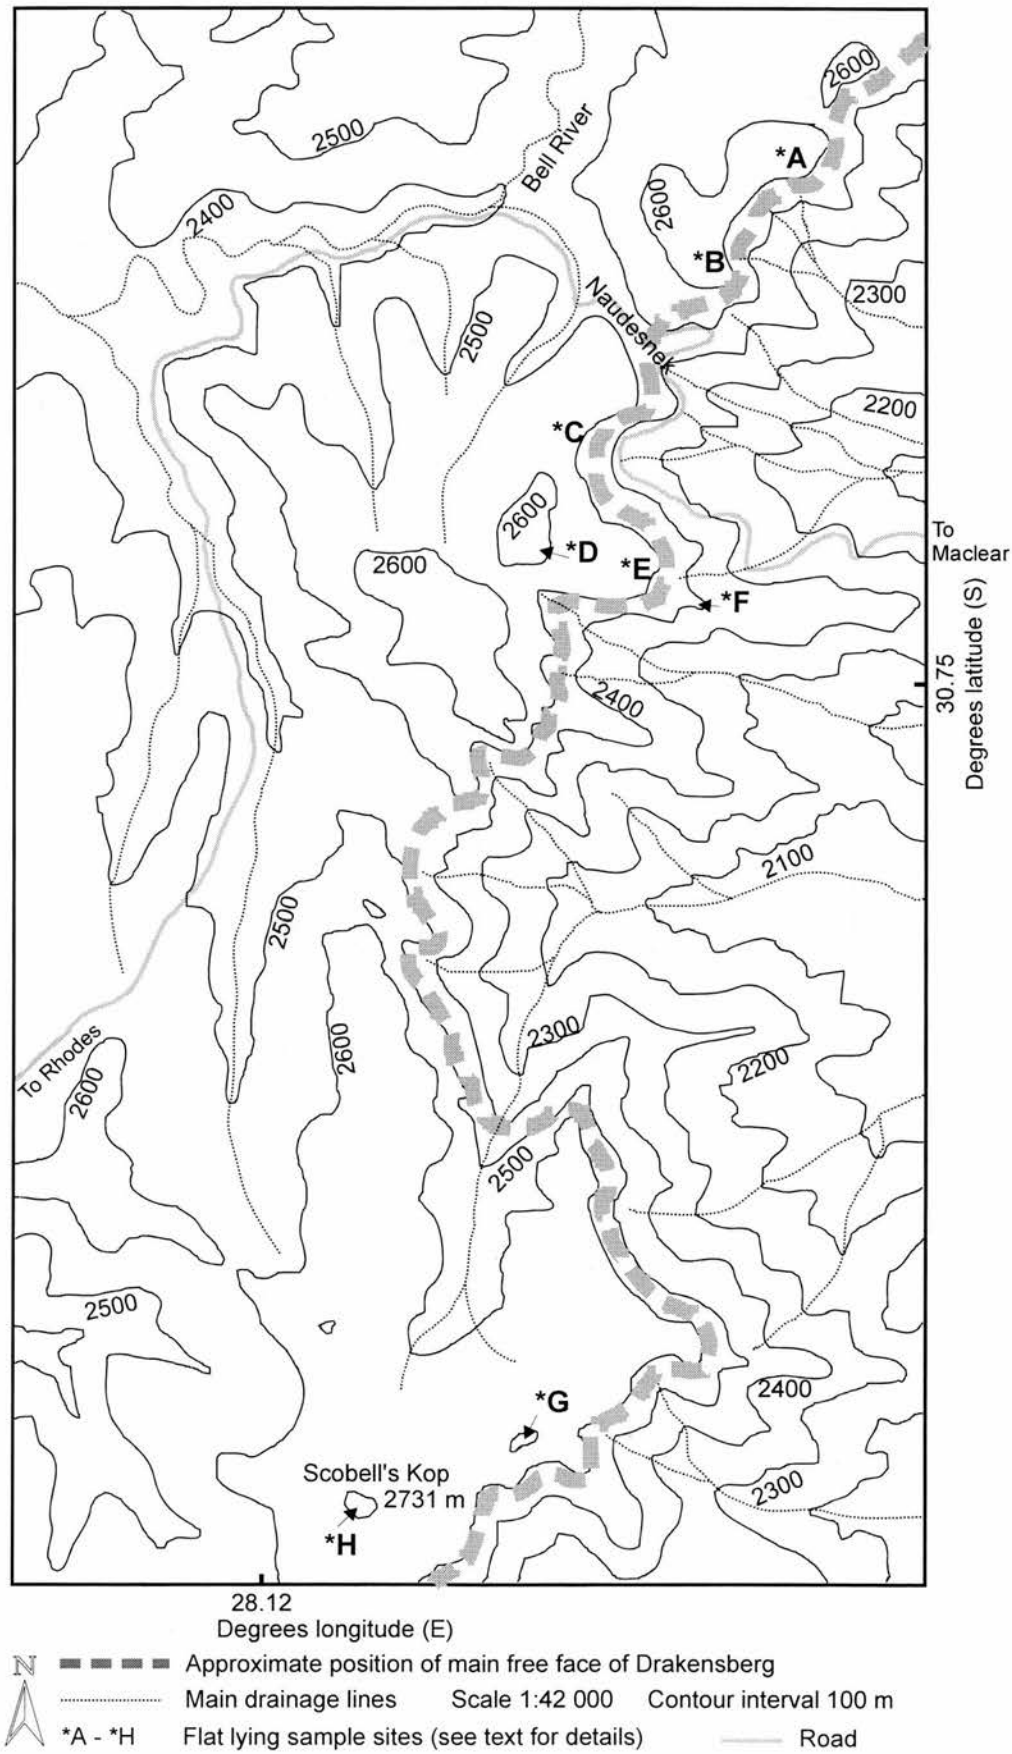 2600
*A
2500
Bell River
2600
2400
*B
2300
2500
Naudesnek
2200
*C
2600
To
Maclear
*D
*E
2600
*F
30.75
Degrees latitude (S)
2400
2100
2500
2300
2600
2200
To Rhodes
2600
2500
2500
2400
*G
Scobell's Kop
2731 m
2300
*H
28.12
Degrees longitude (E)
N
Approximate position of main free face of Drakensberg
Main drainage lines Scale 1:42 000 Contour interval 100 m
*A - *H Flat lying sample sites (see text for details) Road